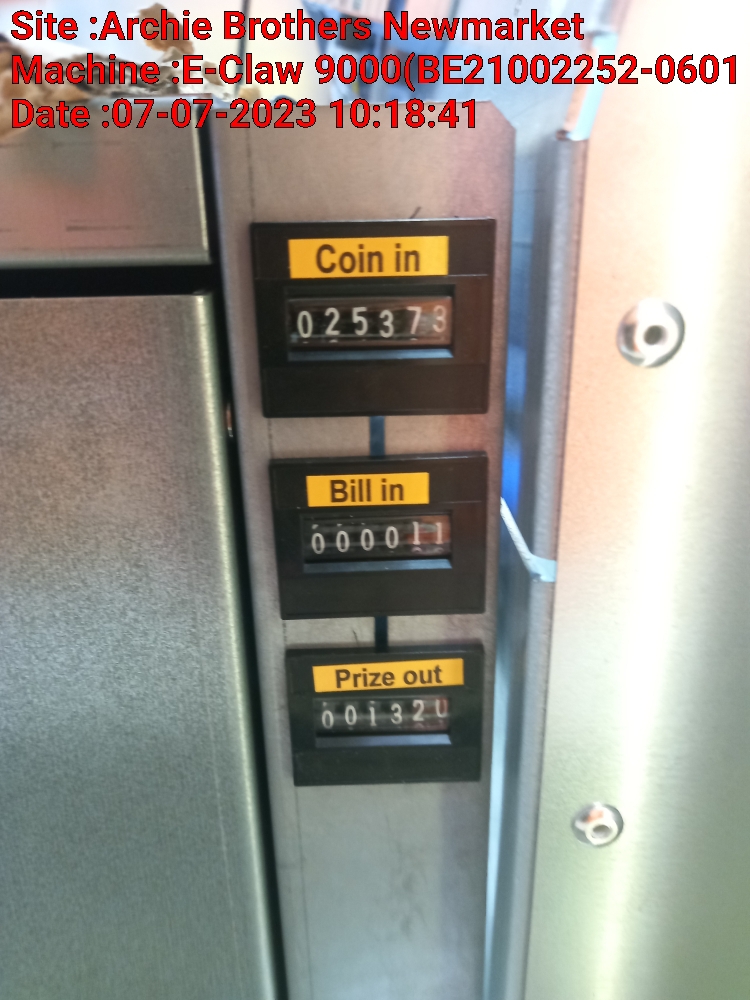 Site :Archie Brothers Newmarket
Machine :E-Claw 9000(BE21002252-0601
Date :07-07-2023 10:18:41
Coin in
025373
Bill in
000011
Prize out
001320